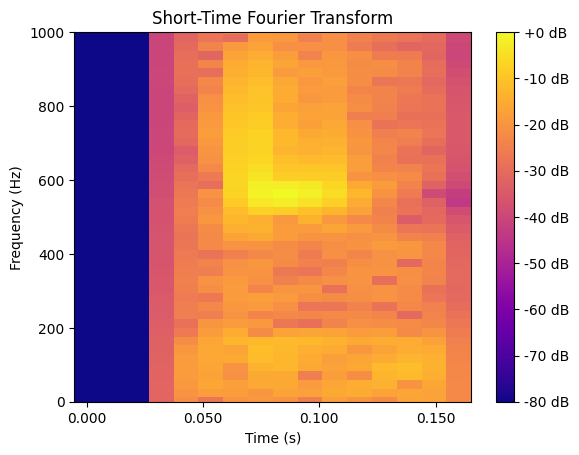 Short-Time Fourier Transform
Frequency (Hz)
1000
800
600
400
200
0
0.000
0.050
0.100
0.150
Time (s)
+0 dB
-10 dB
-20 dB
-30 dB
-40 dB
-50 dB
-60 dB
-70 dB
-80 dB